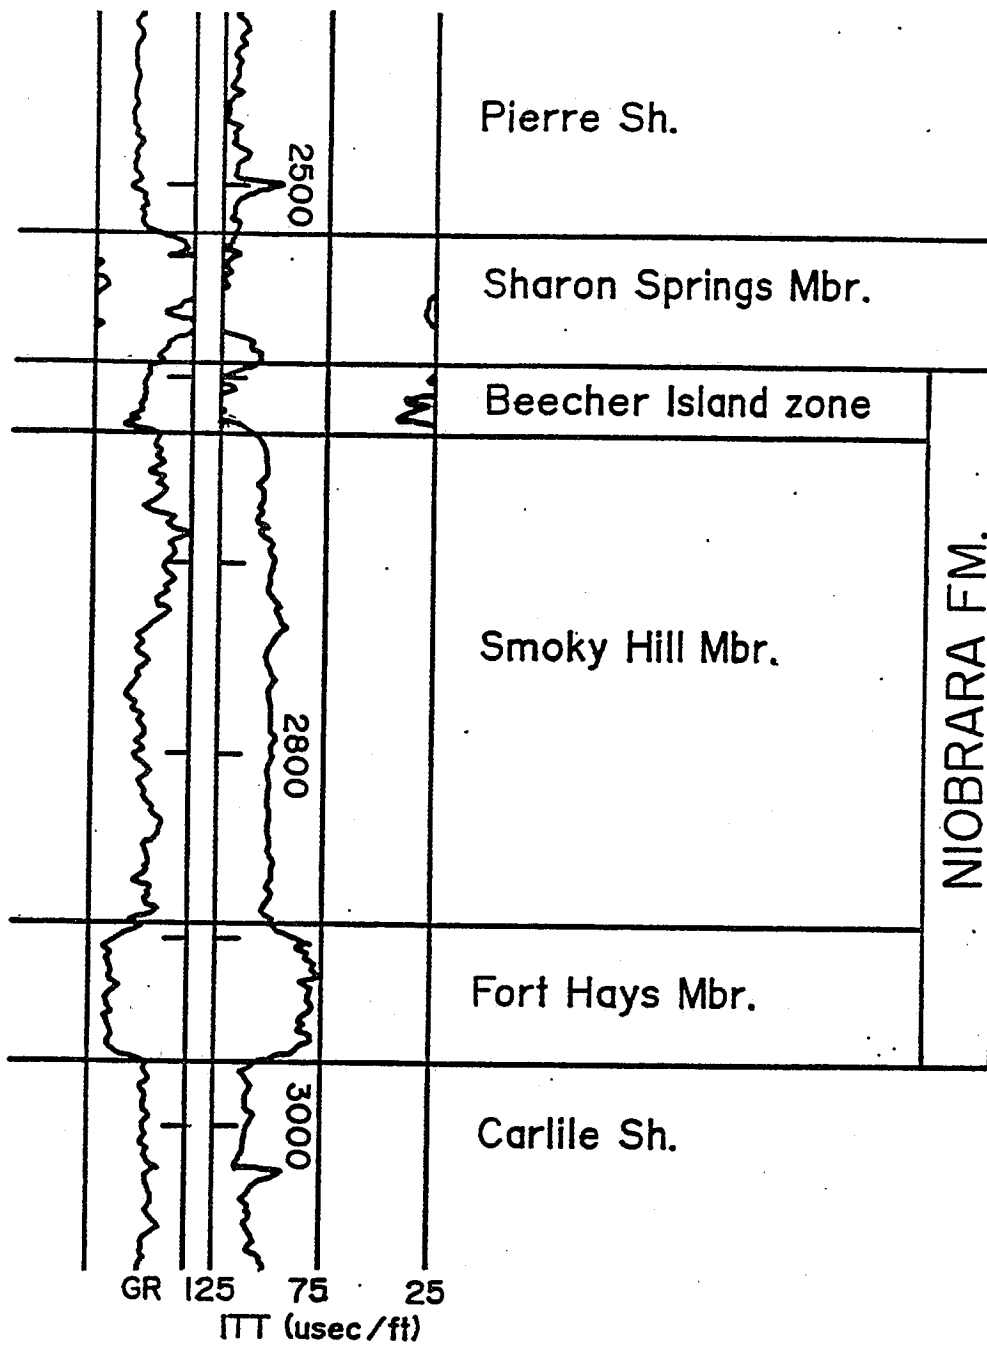 Pierre Sh.
2500
Sharon Springs Mbr.
Beecher Island zone
Smoky Hill Mbr.
NIOBRARA FM.
2800
Fort Hays Mbr.
3000
Carlile Sh.
GR 125 75 25
ITT (usec/ft)